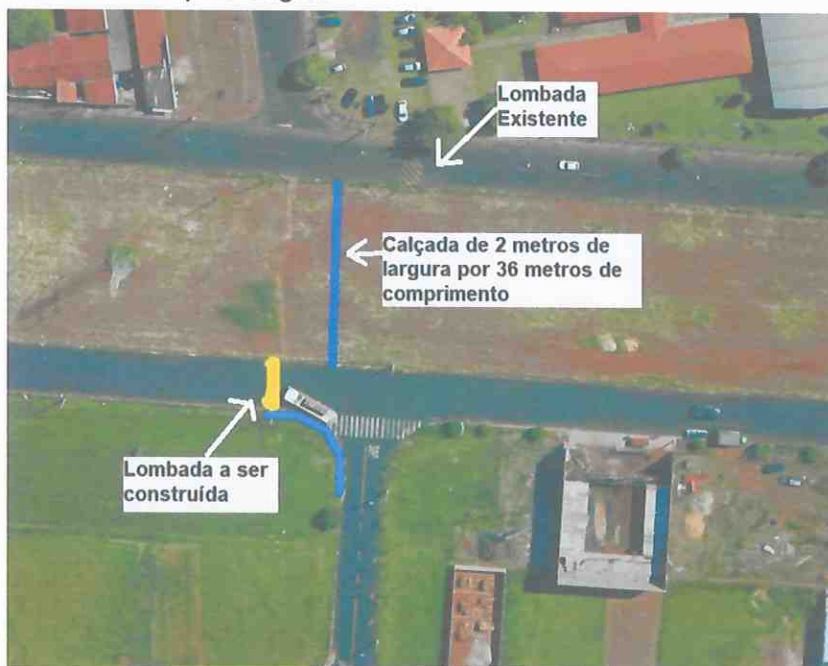 Lombada
Existente
Calçada de 2 metros de
largura por 36 metros de
comprimento
Lombada a ser
construída